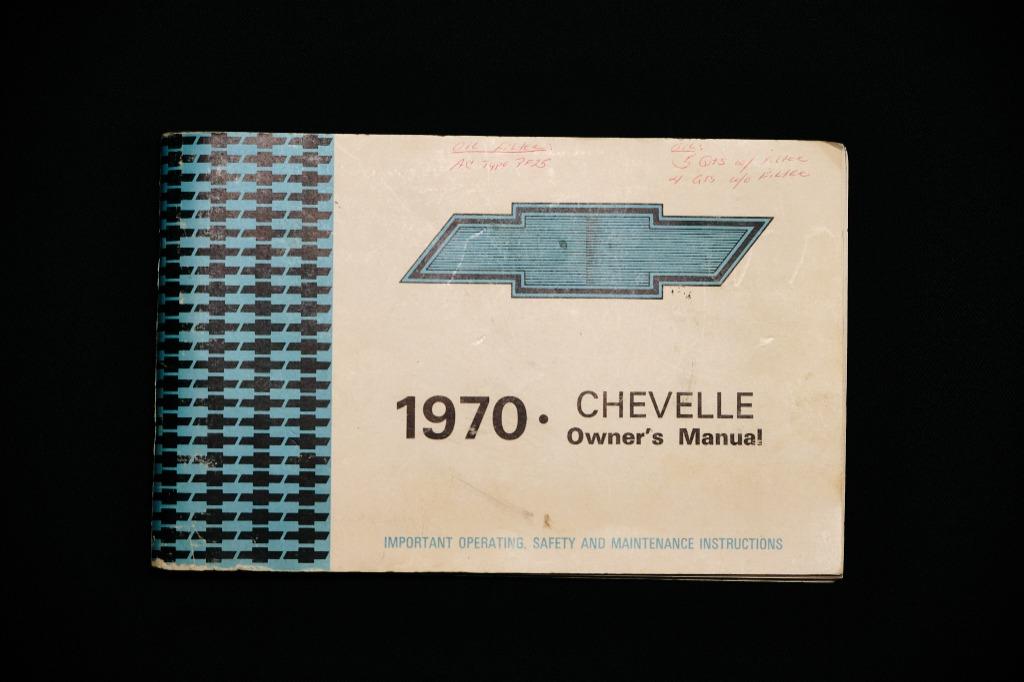 OIL FILTER:
AC TYPE PF25
OIL:
5 QTS w/ FILTER
4 QTS w/o FILTER
1970 · CHEVELLE
Owner's Manual
IMPORTANT OPERATING, SAFETY AND MAINTENANCE INSTRUCTIONS